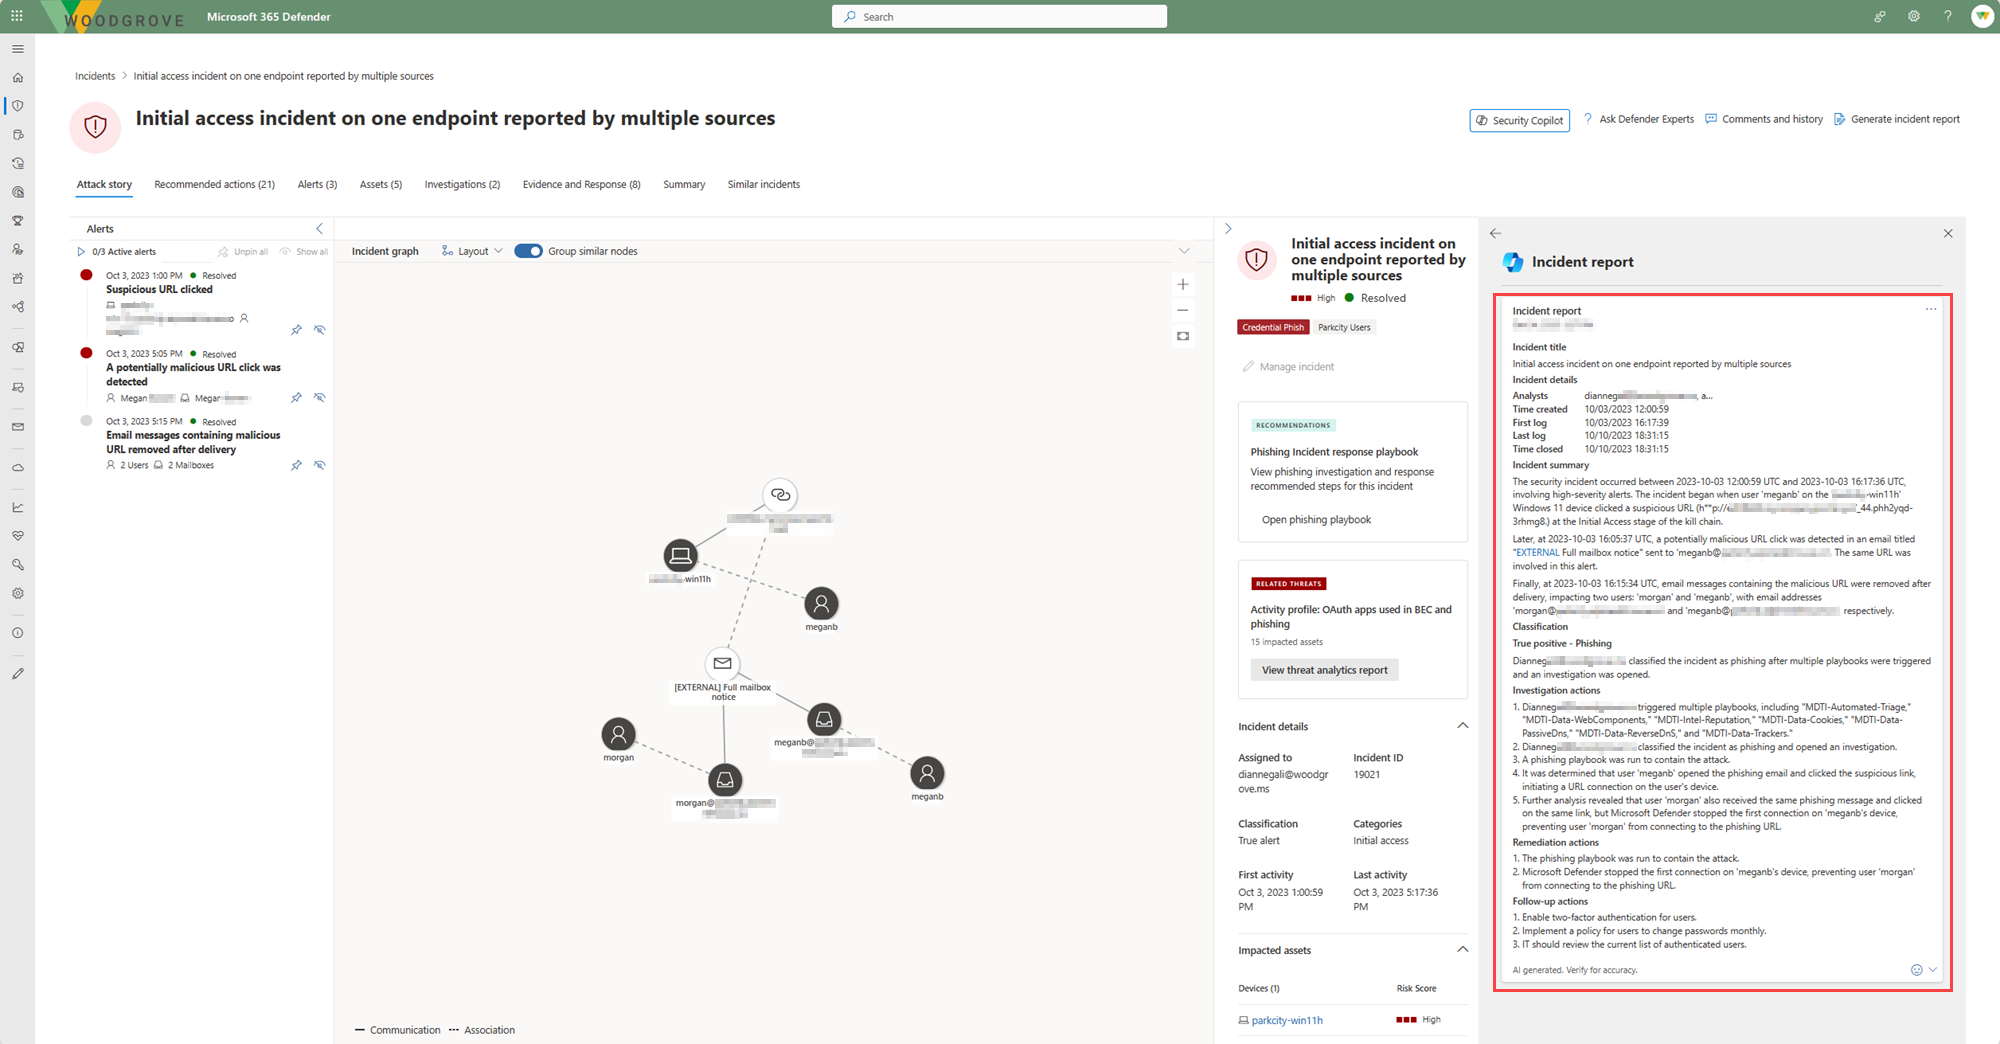 WOODGROVE
Microsoft 365 Defender
Search
Incidents > Initial access incident on one endpoint reported by multiple sources
Initial access incident on one endpoint reported by multiple sources
Security Copilot
Ask Defender Experts
Comments and history
Generate incident report
Attack story
Recommended actions (21)
Alerts (3)
Assets (5)
Investigations (2)
Evidence and Response (8)
Summary
Similar incidents
Alerts
0/3 Active alerts
Unpin all
Show all
Oct 3, 2023 1:00 PM Resolved
Suspicious URL clicked
Oct 3, 2023 5:05 PM Resolved
A potentially malicious URL click was
detected
Megan
Megan
Oct 3, 2023 5:15 PM Resolved
Email messages containing malicious
URL removed after delivery
2 Users 2 Mailboxes
Incident graph
Layout
Group similar nodes
-win11h
meganb
[EXTERNAL] Full mailbox
notice
morgan
meganb@
morgan@
meganb
Communication
Association
Initial access incident on
one endpoint reported by
multiple sources
High Resolved
Credential Phish
Parkcity Users
Manage incident
RECOMMENDATIONS
Phishing Incident response playbook
View phishing investigation and response
recommended steps for this incident
Open phishing playbook
RELATED THREATS
Activity profile: OAuth apps used in BEC and
phishing
15 impacted assets
View threat analytics report
Incident details
Assigned to Incident ID
diannegali@woodgr 19021
ove.ms
Classification Categories
True alert Initial access
First activity Last activity
Oct 3, 2023 1:00:59 Oct 3, 2023 5:17:36
PM PM
Impacted assets
Devices (1) Risk Score
parkcity-win11h High
Incident report
Incident report
Incident title
Initial access incident on one endpoint reported by multiple sources
Incident details
Analysts dianneg , a...
Time created 10/03/2023 12:00:59
First log 10/03/2023 16:17:39
Last log 10/10/2023 18:31:15
Time closed 10/10/2023 18:31:15
Incident summary
The security incident occurred between 2023-10-03 12:00:59 UTC and 2023-10-03 16:17:36 UTC,
involving high-severity alerts. The incident began when user 'meganb' on the -win11h'
Windows 11 device clicked a suspicious URL (h**p:// _44.phh2yqd-
3rhmg8.) at the Initial Access stage of the kill chain.
Later, at 2023-10-03 16:05:37 UTC, a potentially malicious URL click was detected in an email titled
"EXTERNAL Full mailbox notice" sent to 'meganb@ . The same URL was
involved in this alert.
Finally, at 2023-10-03 16:15:34 UTC, email messages containing the malicious URL were removed after
delivery, impacting two users: 'morgan' and 'meganb', with email addresses
'morgan@ and 'meganb@ respectively.
Classification
True positive - Phishing
Dianneg classified the incident as phishing after multiple playbooks were triggered
and an investigation was opened.
Investigation actions
1. Dianneg triggered multiple playbooks, including "MDTI-Automated-Triage,"
"MDTI-Data-WebComponents," "MDTI-Intel-Reputation," "MDTI-Data-Cookies," "MDTI-Data-
PassiveDns," "MDTI-Data-ReverseDnS," and "MDTI-Data-Trackers."
2. Dianneg classified the incident as phishing and opened an investigation.
3. A phishing playbook was run to contain the attack.
4. It was determined that user 'meganb' opened the phishing email and clicked the suspicious link,
initiating a URL connection on the user's device.
5. Further analysis revealed that user 'morgan' also received the same phishing message and clicked
on the same link, but Microsoft Defender stopped the first connection on 'meganb's device,
preventing user 'morgan' from connecting to the phishing URL.
Remediation actions
1. The phishing playbook was run to contain the attack.
2. Microsoft Defender stopped the first connection on 'meganb's device, preventing user 'morgan'
from connecting to the phishing URL.
Follow-up actions
1. Enable two-factor authentication for users.
2. Implement a policy for users to change passwords monthly.
3. IT should review the current list of authenticated users.
AI generated. Verify for accuracy.